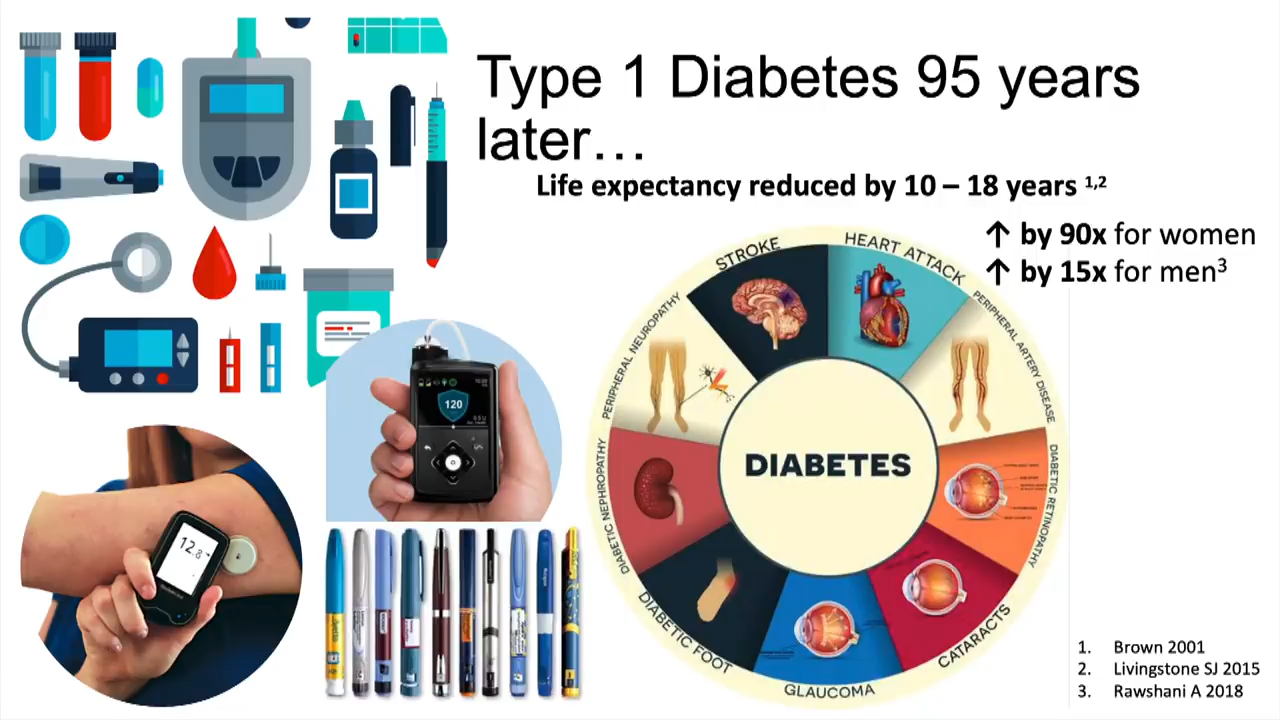 Type 1 Diabetes 95 years
later…
Life expectancy reduced by 10 – 18 years 1,2
↑ by 90x for women
↑ by 15x for men3
STROKE
HEART ATTACK
PERIPHERAL ARTERY DISEASE
DIABETIC RETINOPATHY
CATARACTS
GLAUCOMA
DIABETIC FOOT
DIABETIC NEPHROPATHY
PERIPHERAL NEUROPATHY
DIABETES
120
12.8
1. Brown 2001
2. Livingstone SJ 2015
3. Rawshani A 2018